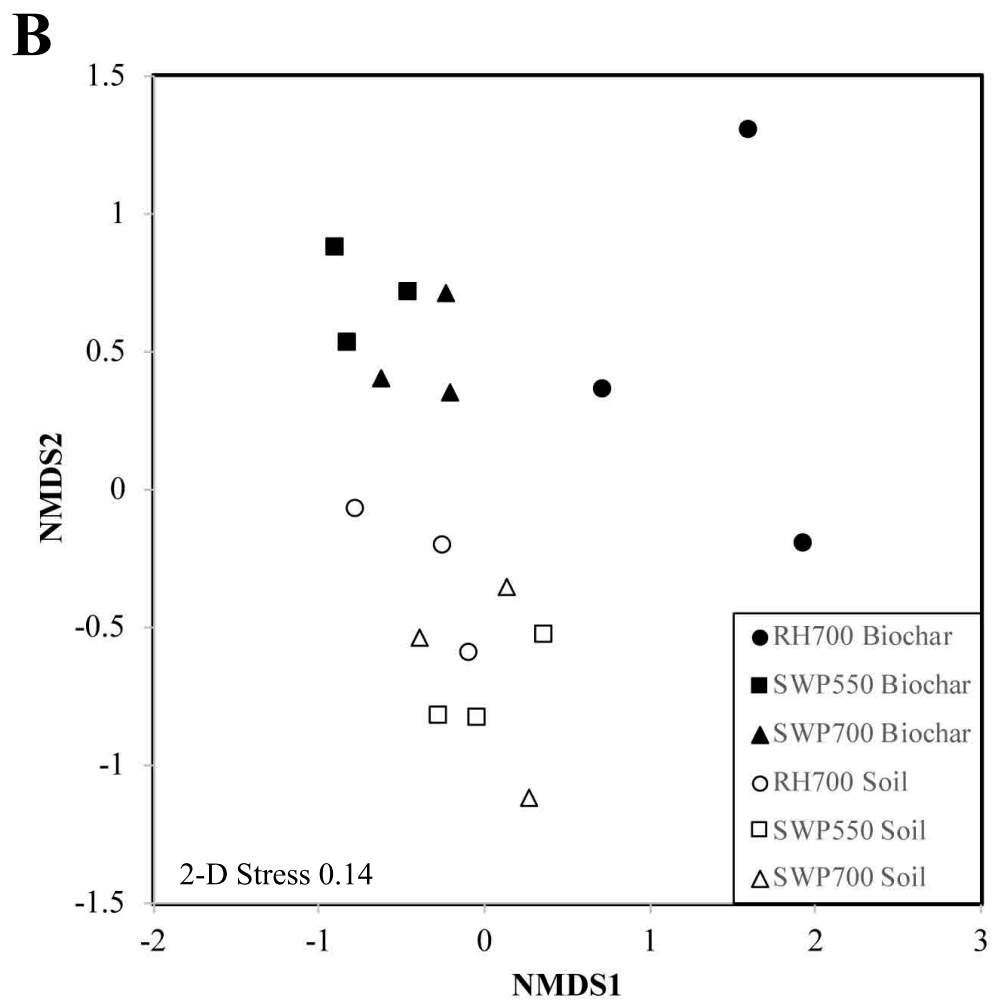 B
1.5
1
0.5
0
-0.5
-1
-1.5
NMDS2
RH700 Biochar
SWP550 Biochar
SWP700 Biochar
RH700 Soil
SWP550 Soil
SWP700 Soil
2-D Stress 0.14
-2 -1 0 1 2 3
NMDS1